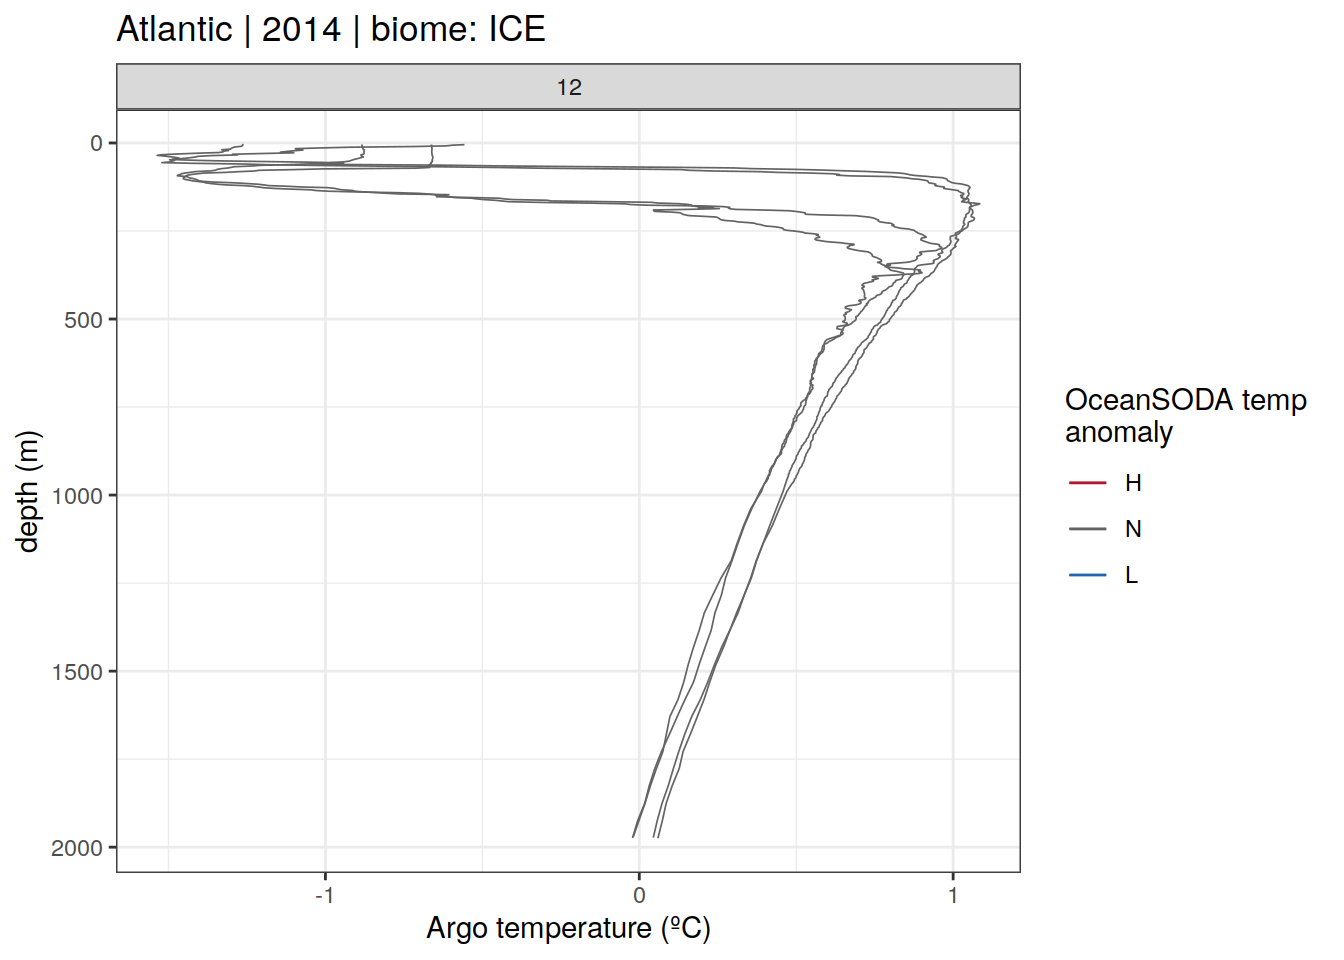 Atlantic | 2014 | biome: ICE
12
0
500
1000
1500
2000
depth (m)
-1
0
1
Argo temperature (ºC)
OceanSODA temp
anomaly
H
N
L